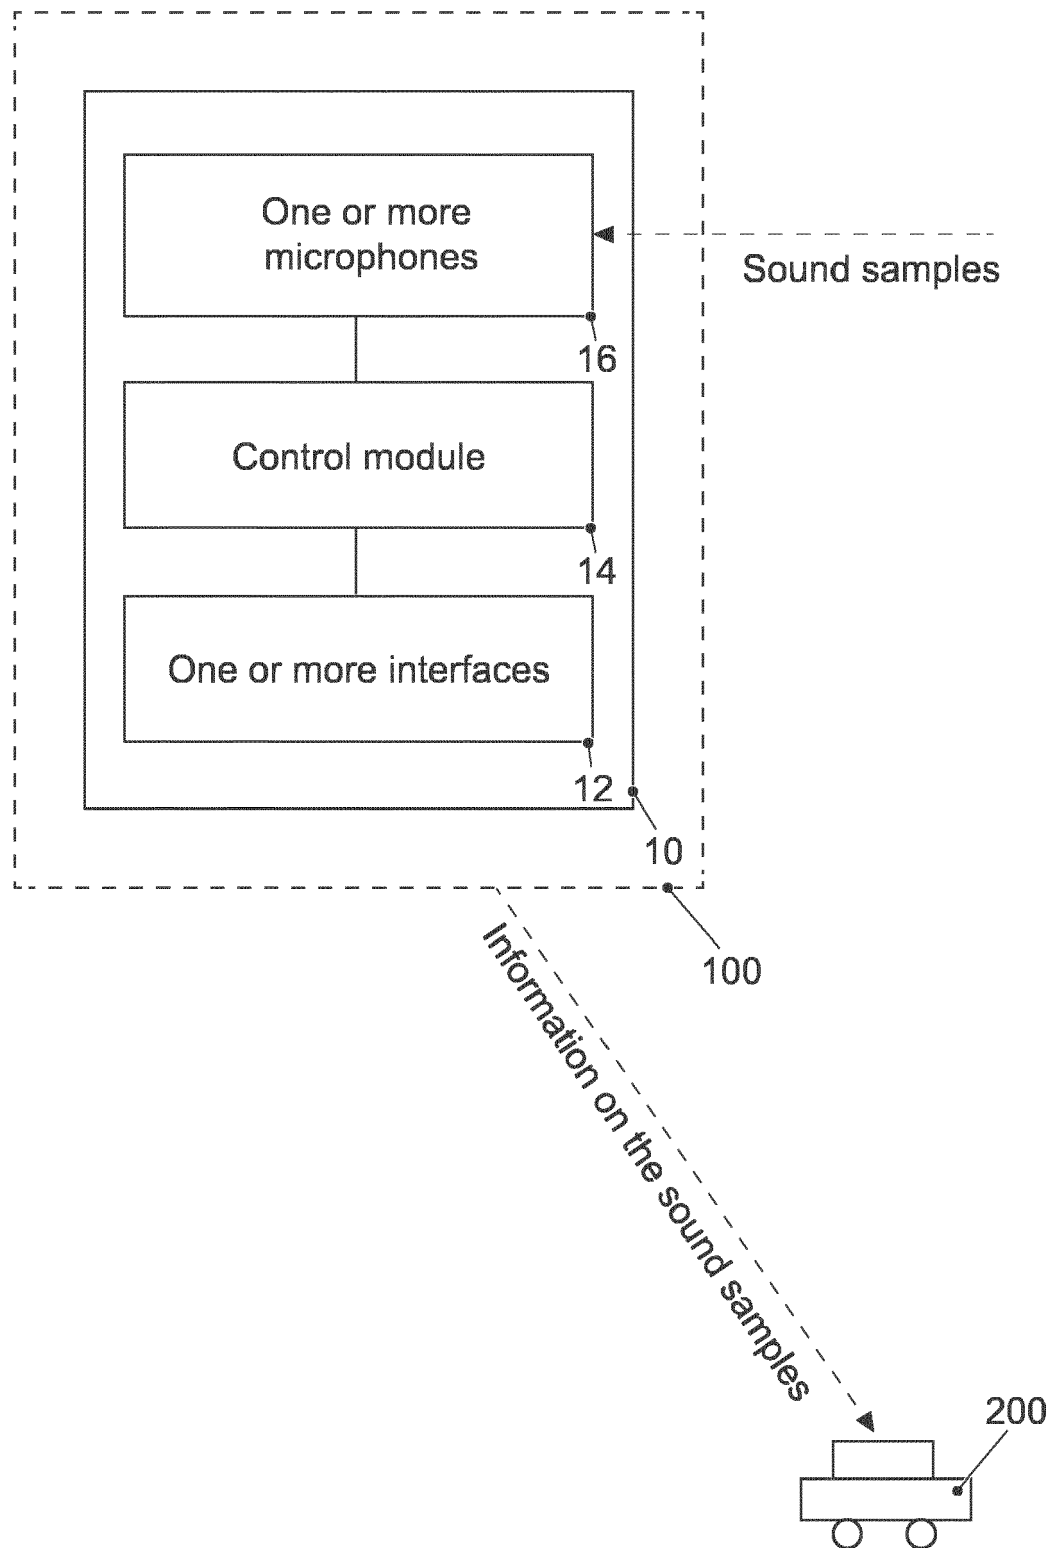 One or more
microphones
Sound samples
16
Control module
14
One or more interfaces
12
10
100
Information on the sound samples
200